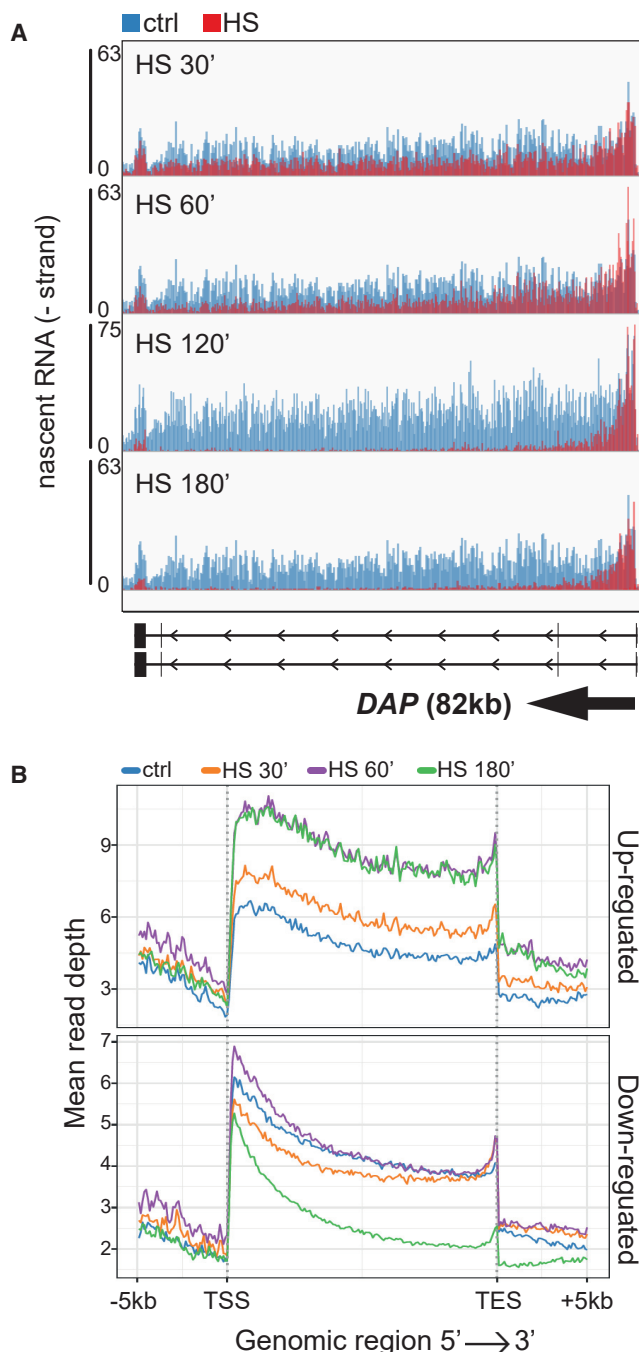 A
ctrl HS
63
HS 30'
0
63
HS 60'
0
75
HS 120'
0
63
HS 180'
0
nascent RNA (- strand)
DAP (82kb)
B
ctrl HS 30' HS 60' HS 180'
9
6
3
Up-reguated
7
6
5
4
3
2
Down-reguated
Mean read depth
-5kb TSS TES +5kb
Genomic region 5' → 3'